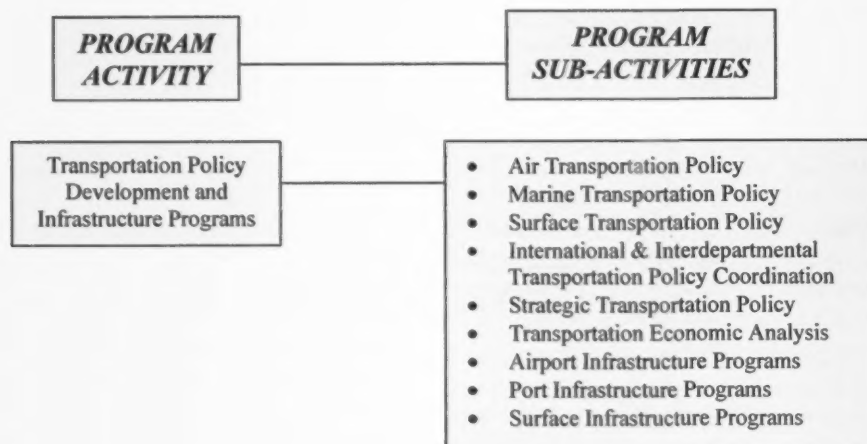 PROGRAM
ACTIVITY
PROGRAM
SUB-ACTIVITIES
Transportation Policy
Development and
Infrastructure Programs
• Air Transportation Policy
• Marine Transportation Policy
• Surface Transportation Policy
• International & Interdepartmental
Transportation Policy Coordination
• Strategic Transportation Policy
• Transportation Economic Analysis
• Airport Infrastructure Programs
• Port Infrastructure Programs
• Surface Infrastructure Programs